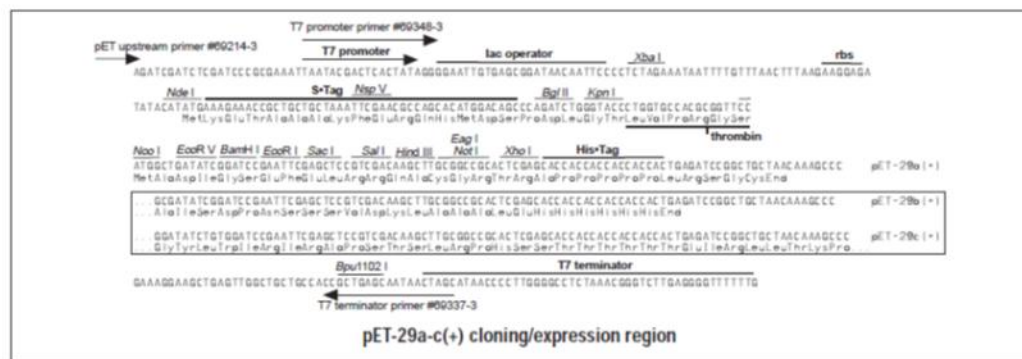 T7 promoter primer #69348-3
pET upstream primer #69214-3
T7 promoter
lac operator
Xba I
rbs
AGATCGATCTCGATCCCGCGAAATTAATACGACTCACTATAGGGGAATTGTGAGCGGATAACAATTCCCCTCTAGAAATAATTTTGTTTAACTTTAAGAAGGAGA
Nde I
S•Tag
Nsp V
Bgl II
Kpn I
TATACATATGAAAGAAACCGCTGCTGCTAAATTCGAACGCCAGCACATGGACAGCCCAGATCTGGGTACCCTGGTGCCACGCGGTTCC
MetLysGluThrAlaAlaAlaLysPheGluArgGlnHisMetAspSerProAspLeuGlyThrLeuValProArgGlySer
thrombin
Nco I
EcoR V
BamH I
EcoR I
Sac I
Sal I
Hind III
Eag I
Not I
Xho I
His•Tag
ATGGCTGATATCGGATCCGAATTCGAGCTCCGTCGACAAGCTTGCGGCCGCACTCGAGCACCACCACCACCACCACTGAGATCCGGCTGCTAACAAAGCCC pET-29a(+)
MetAlaAspIleGlySerGluPheGluLeuArgArgGlnAlaCysGlyArgThrArgAlaProProProProProLeuArgSerGlyCysEnd
...GCGATATCGGATCCGAATTCGAGCTCCGTCGACAAGCTTGCGGCCGCACTCGAGCACCACCACCACCACCACTGAGATCCGGCTGCTAACAAAGCCC pET-29b(+)
...AlaIleSerAspProAsnSerSerSerValAspLysLeuAlaAlaAlaLeuGluHisHisHisHisHisHisEnd
...GGATATCTGTGGATCCGAATTCGAGCTCCGTCGACAAGCTTGCGGCCGCACTCGAGCACCACCACCACCACCACTGAGATCCGGCTGCTAACAAAGCCC pET-29c(+)
...GlyTyrLeuTrpIleArgIleArgAlaProSerThrSerLeuArgProHisSerSerThrThrThrThrThrThrGluIleArgLeuLeuThrLysPro...
Bpu1102 I
T7 terminator
GAAAGGAAGCTGAGTTGGCTGCTGCCACCGCTGAGCAATAACTAGCATAACCCCTTGGGGCCTCTAAACGGGTCTTGAGGGGTTTTTTG
T7 terminator primer #69337-3
pET-29a-c(+) cloning/expression region